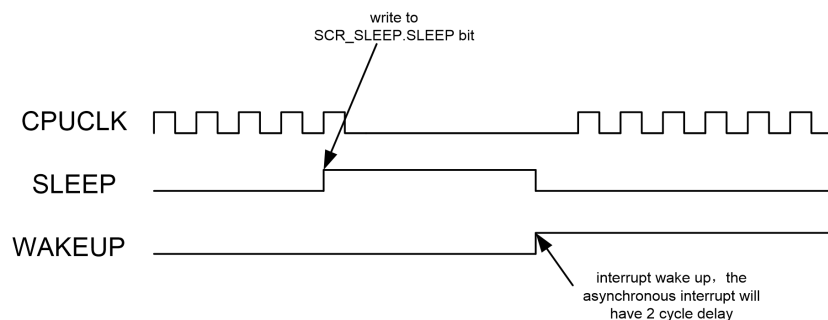 write to
SCR_SLEEP.SLEEP bit
CPUCLK
SLEEP
WAKEUP
interrupt wake up，the
asynchronous interrupt will
have 2 cycle delay